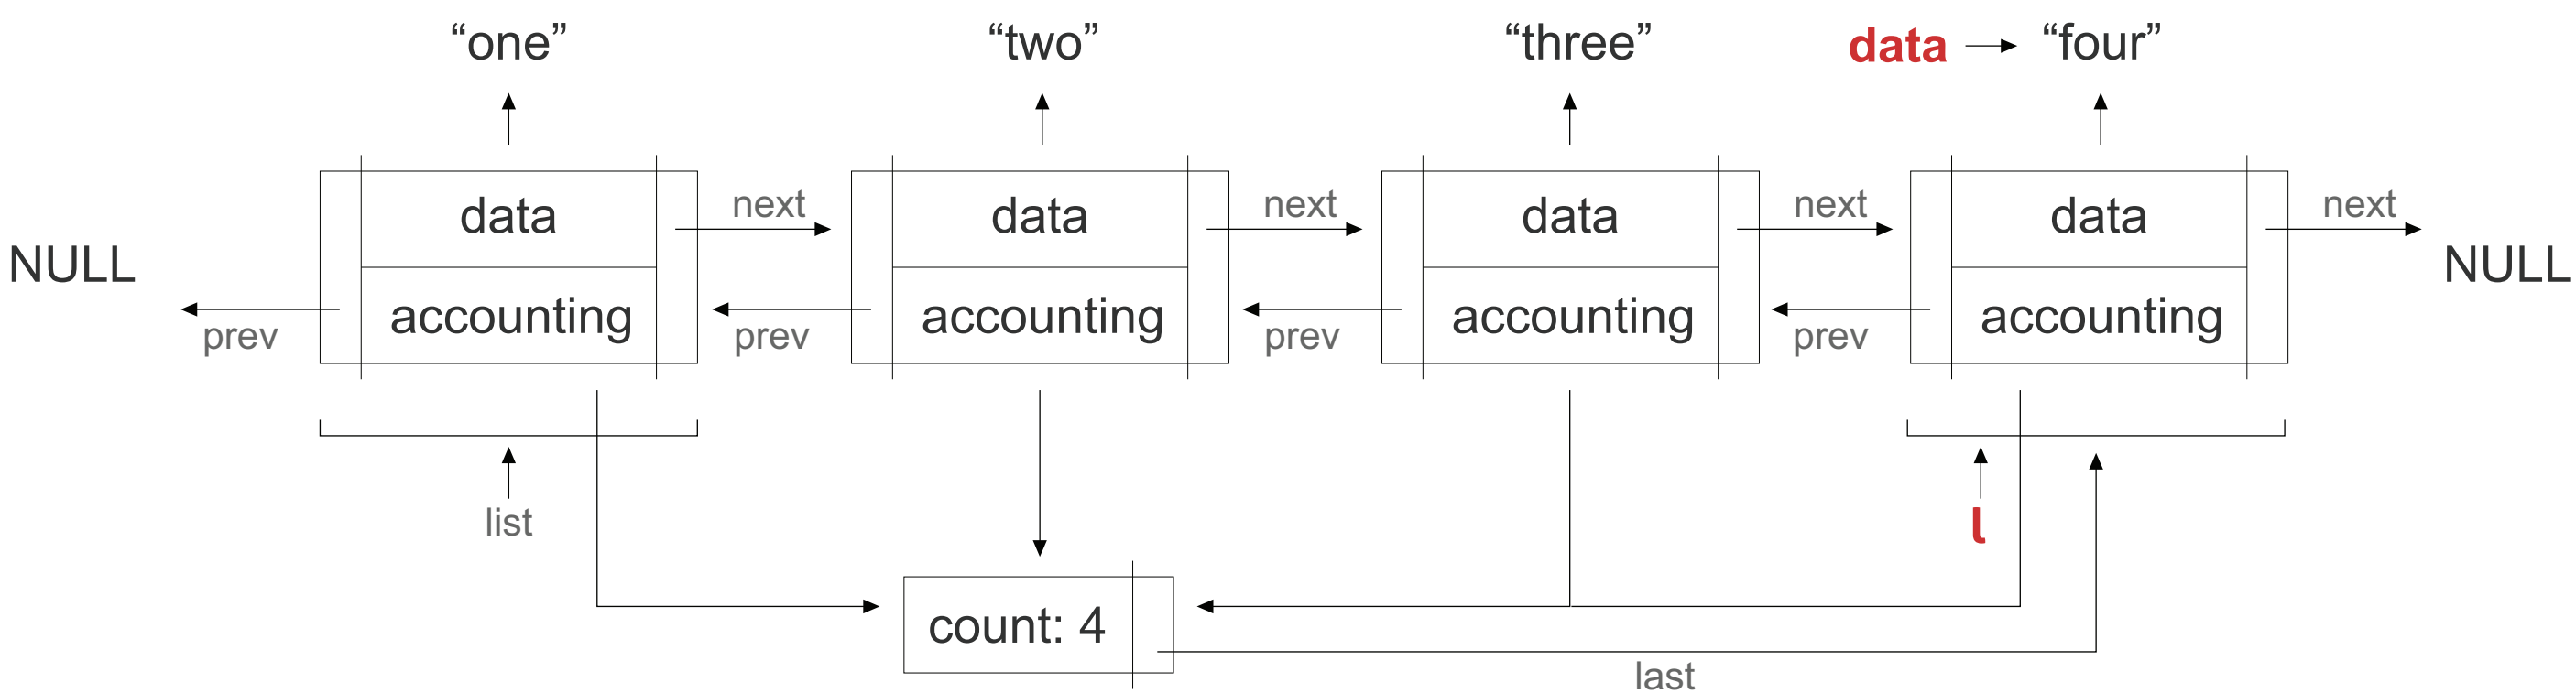 “one”
“two”
“three”
data
“four”
data
next
data
next
data
next
data
next
NULL
NULL
prev
accounting
prev
accounting
prev
accounting
prev
accounting
list
l
count: 4
last